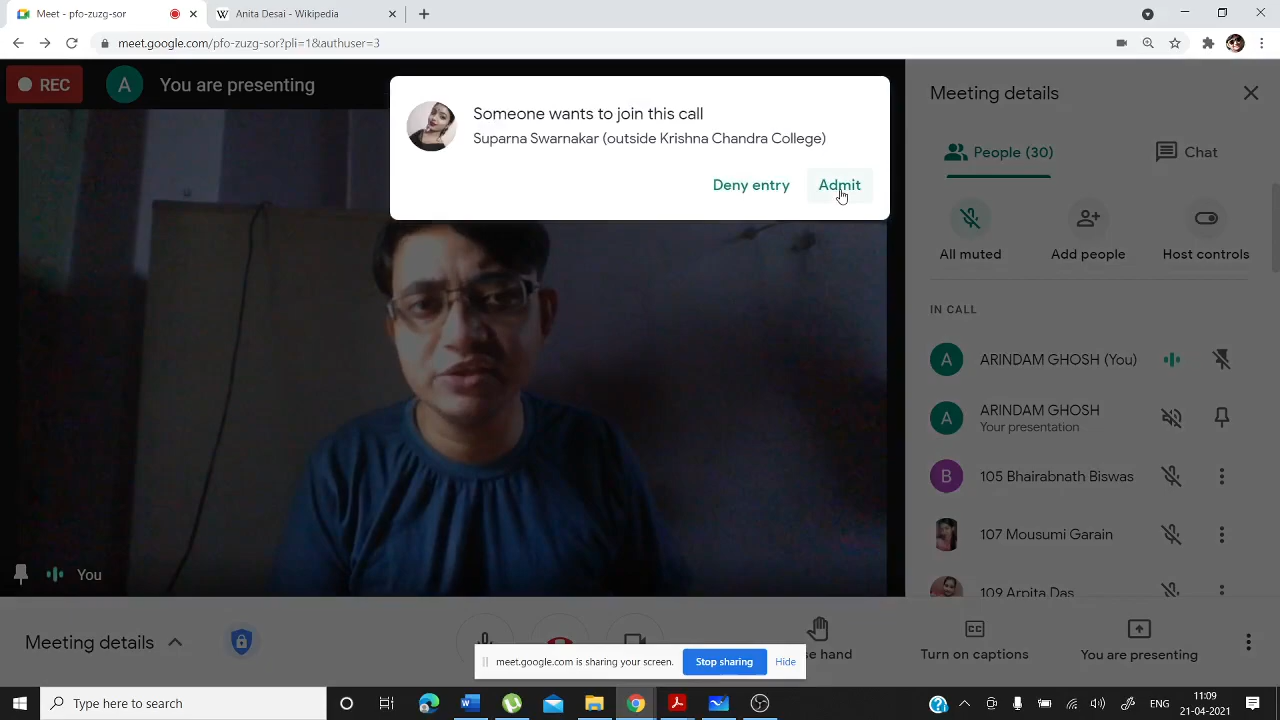 Meet - pfo-zuzg-sor
W Anita Desai - Wikipedia
meet.google.com/pfo-zuzg-sor?pli=1&authuser=3
REC
A
You are presenting
Someone wants to join this call
Suparna Swarnakar (outside Krishna Chandra College)
Deny entry
Admit
Meeting details
People (30)
Chat
All muted
Add people
Host controls
IN CALL
A ARINDAM GHOSH (You)
A ARINDAM GHOSH
Your presentation
B 105 Bhairabnath Biswas
107 Mousumi Garain
109 Arpita Das
You
Meeting details
se hand
Turn on captions
You are presenting
meet.google.com is sharing your screen.
Stop sharing
Hide
Type here to search
ENG
11:09
21-04-2021